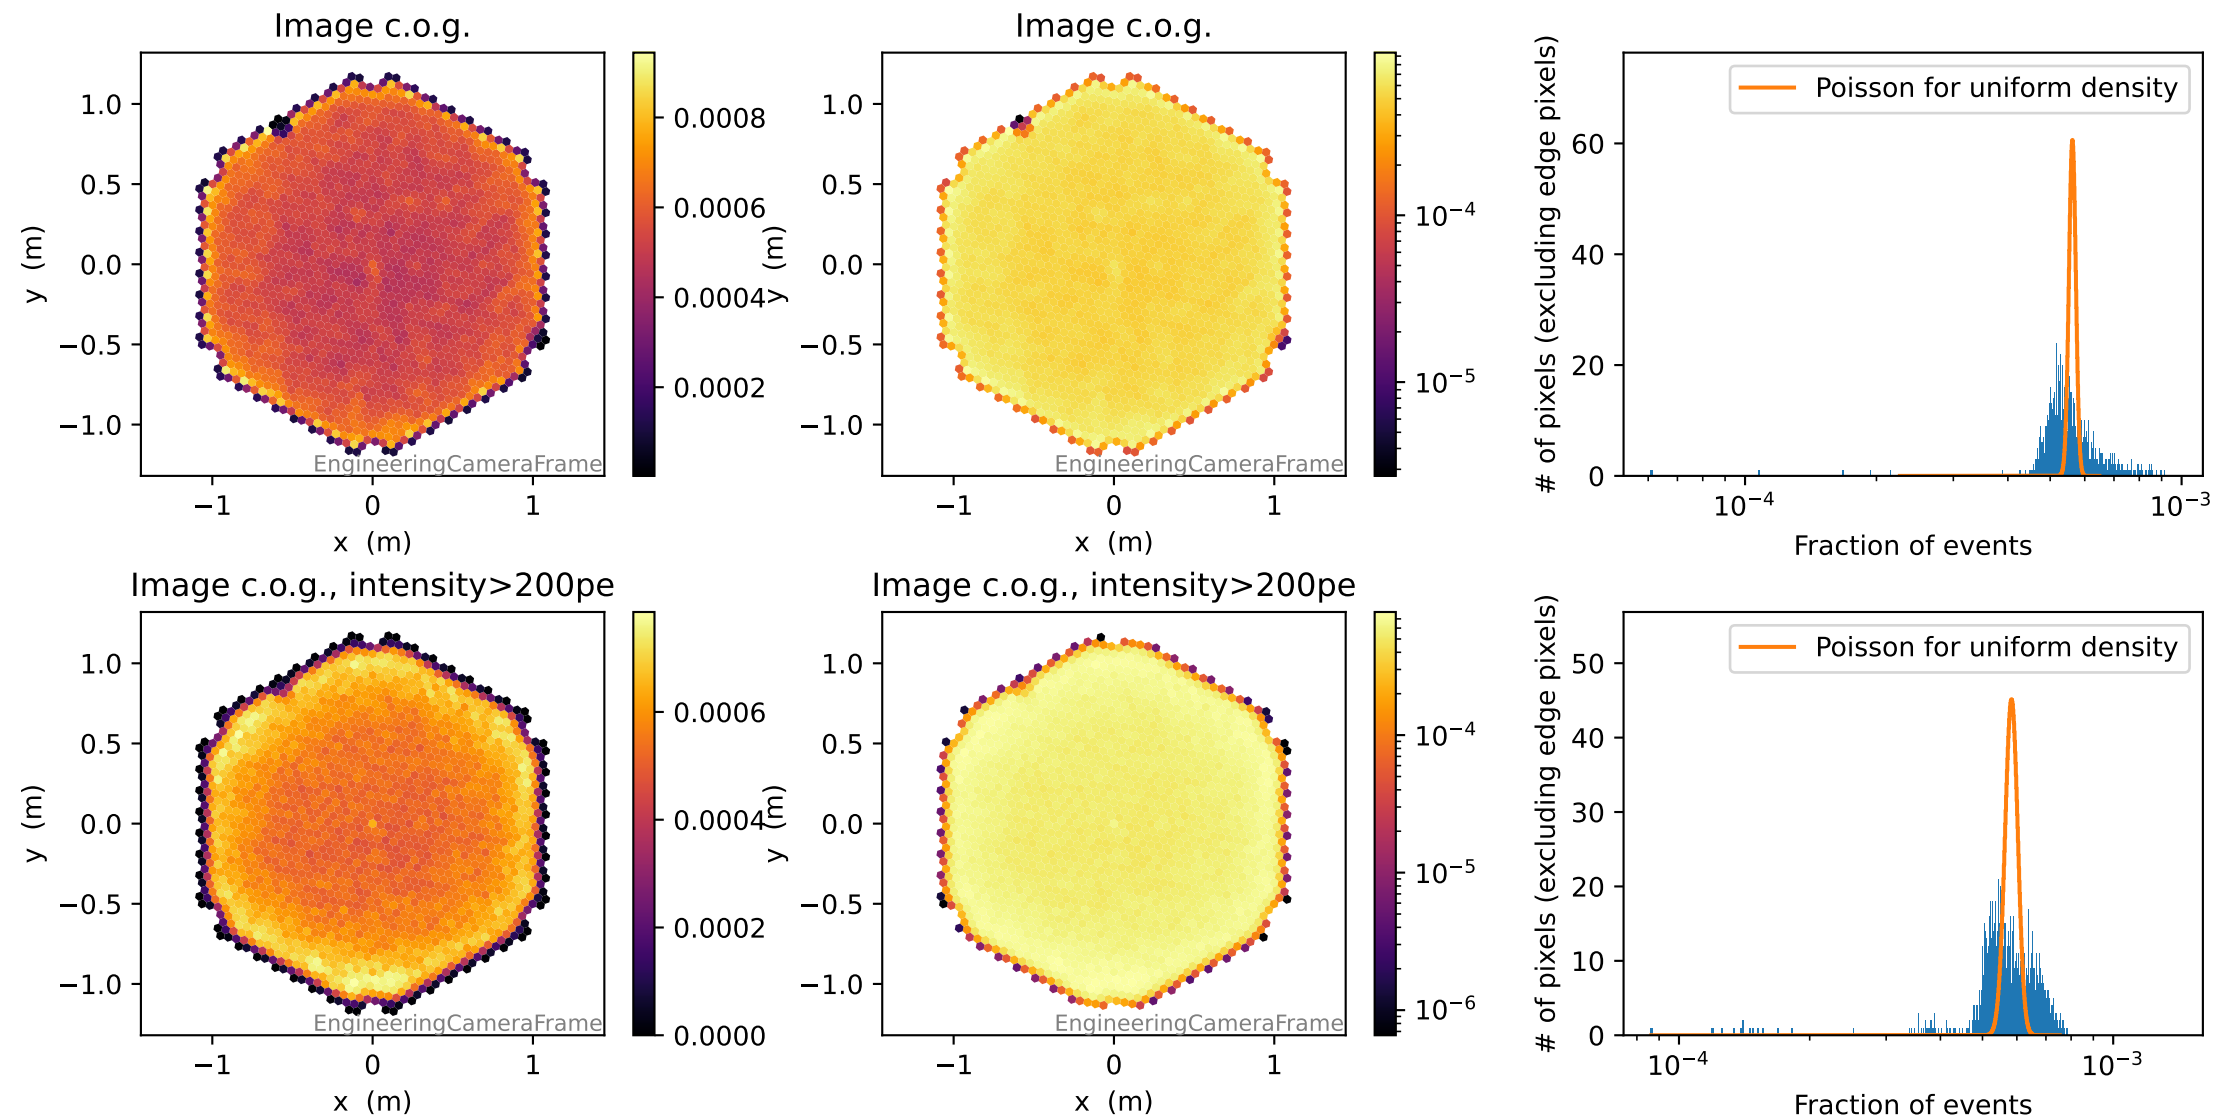 Image c.o.g.
y (m)
1.0
0.5
0.0
−0.5
−1.0
−1
0
1
x (m)
EngineeringCameraFrame
0.0008
0.0006
0.0004
0.0002
Image c.o.g.
y (m)
1.0
0.5
0.0
−0.5
−1.0
−1
0
1
x (m)
EngineeringCameraFrame
10−4
10−5
# of pixels (excluding edge pixels)
60
40
20
0
Poisson for uniform density
10−4
10−3
Fraction of events
Image c.o.g., intensity>200pe
y (m)
1.0
0.5
0.0
−0.5
−1.0
−1
0
1
x (m)
EngineeringCameraFrame
0.0006
0.0004
0.0002
0.0000
Image c.o.g., intensity>200pe
y (m)
1.0
0.5
0.0
−0.5
−1.0
−1
0
1
x (m)
EngineeringCameraFrame
10−4
10−5
10−6
# of pixels (excluding edge pixels)
50
40
30
20
10
0
Poisson for uniform density
10−4
10−3
Fraction of events